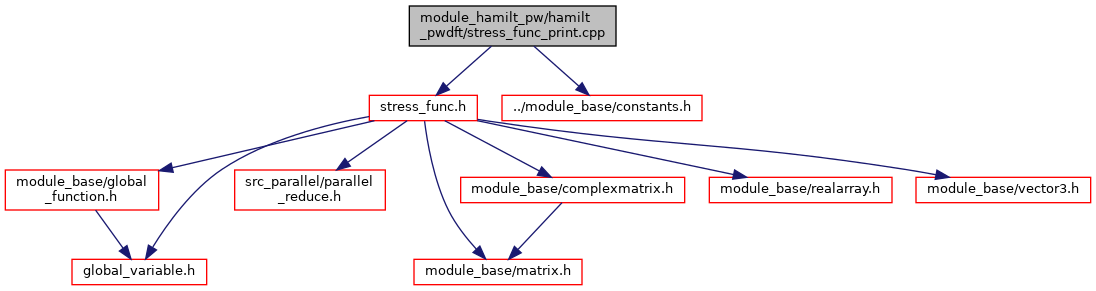 module_hamilt_pw/hamilt
_pwdft/stress_func_print.cpp
stress_func.h
../module_base/constants.h
module_base/global
_function.h
src_parallel/parallel
_reduce.h
module_base/complexmatrix.h
module_base/realarray.h
module_base/vector3.h
global_variable.h
module_base/matrix.h